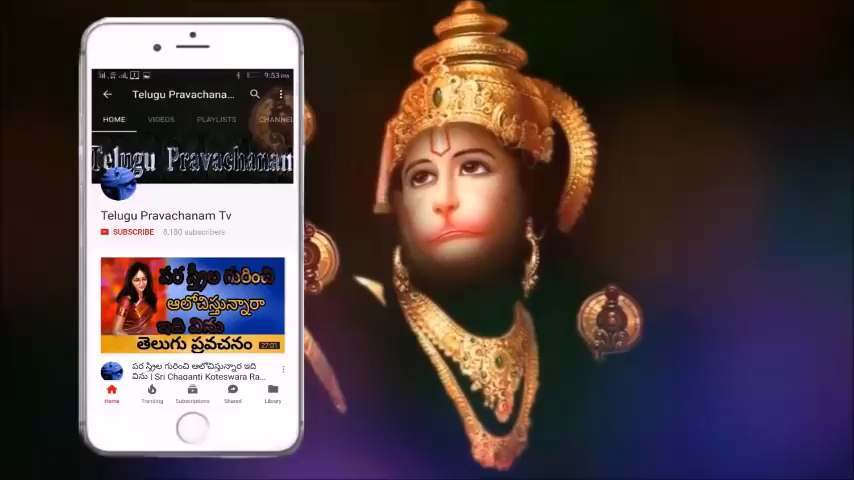 9:53 PM
Telugu Pravachana...
HOME VIDEOS PLAYLISTS CHANNEL
Telugu Pravachanam
Telugu Pravachanam Tv
SUBSCRIBE 8,180 subscribers
పర స్త్రీల గురించి
ఆలోచిస్తున్నారా
ఇది విను
తెలుగు ప్రవచనం 27:01
పర స్త్రీల గురించి ఆలోచిస్తున్నార ఇది
విను | Sri Chaganti Koteswara Ra...
Home Trending Subscriptions Shared Library